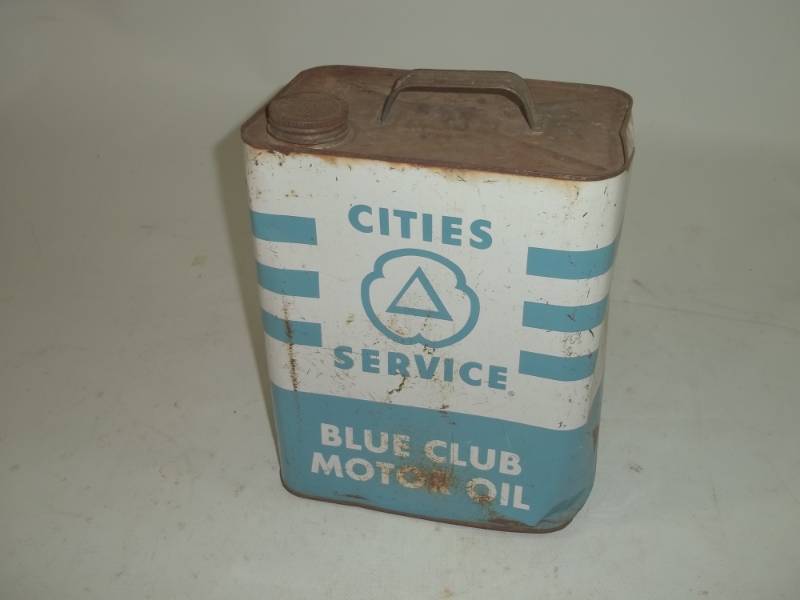 CITIES
SERVICE
BLUE CLUB
MOTOR OIL